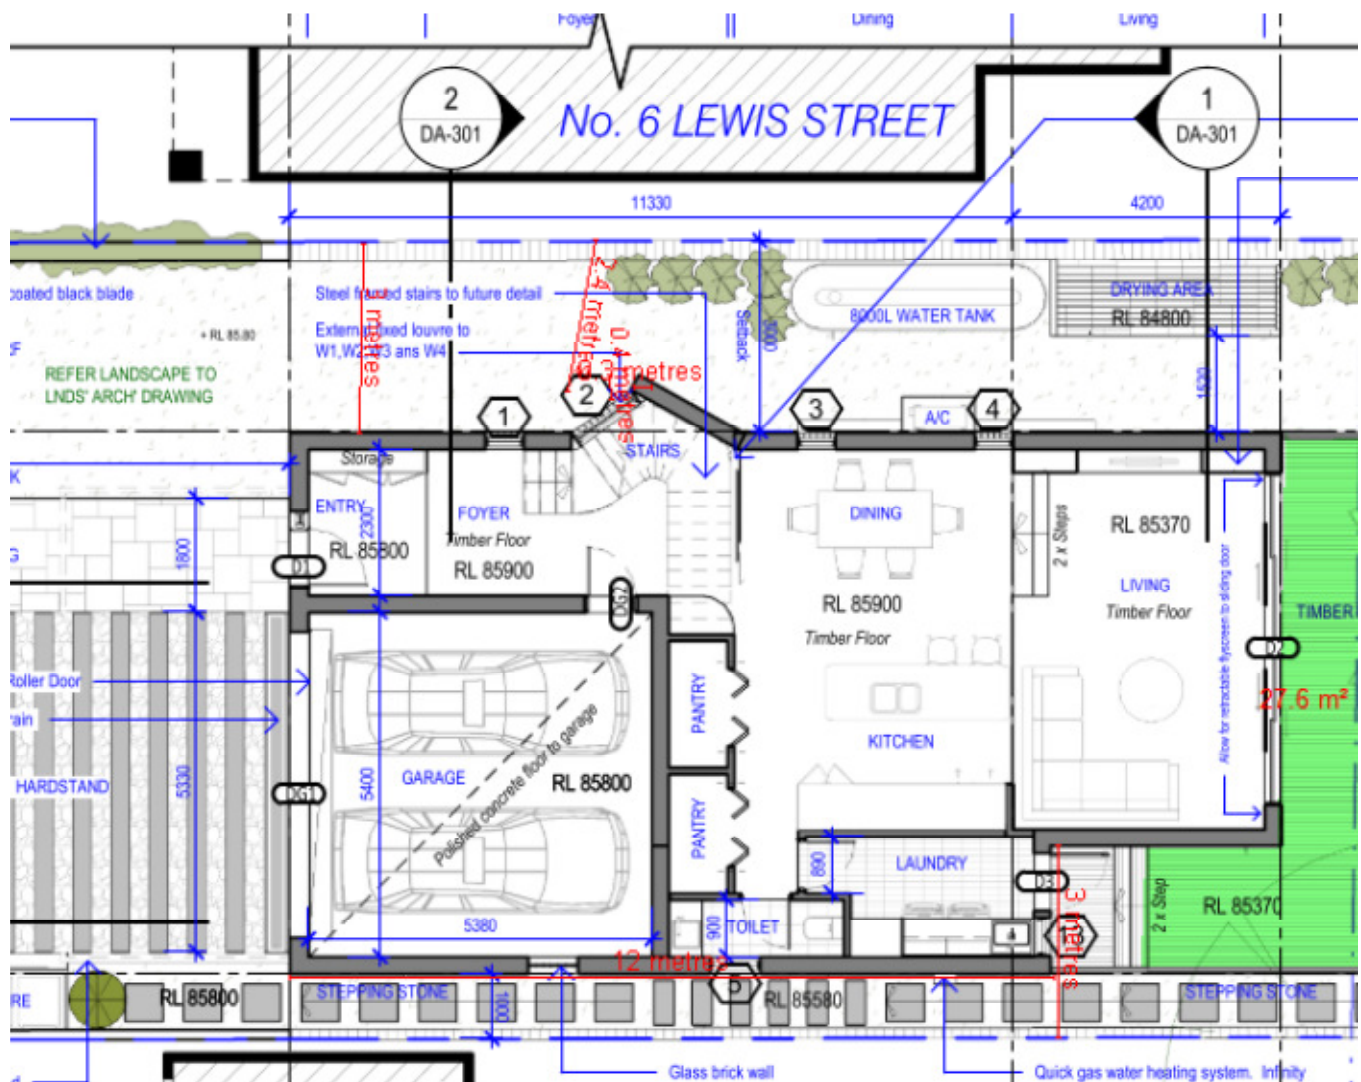 Foyer
Dining
Living
2
DA-301
No. 6 LEWIS STREET
1
DA-301
11330
4200
coated black blade
Steel framed stairs to future detail
External fixed louvre to
W1,W2,W3 ans W4
+ RL 85.80
REFER LANDSCAPE TO
LNDS' ARCH' DRAWING
2.4 metres
0.4 metres
3 metres
Setback
3000
8000L WATER TANK
DRYING AREA
RL 84800
1520
1
2
3
A/C
4
Storage
STAIRS
ENTRY
2300
FOYER
Timber Floor
RL 85800
RL 85900
DINING
2 x Steps
RL 85370
1800
D1
DG2
RL 85900
Timber Floor
LIVING
Timber Floor
Allow for retractable flyscreen to sliding door
TIMBER
D2
27.6 m²
Roller Door
HARDSTAND
5330
DG1
GARAGE
5400
Polished concrete floor to garage
RL 85800
PANTRY
PANTRY
KITCHEN
890
LAUNDRY
D3
3 metres
2 x Step
RL 85370
5380
900
TOILET
12 metres
RL 85800
STEPPING STONE
1000
RL 85580
STEPPING STONE
Glass brick wall
Quick gas water heating system. Infinity